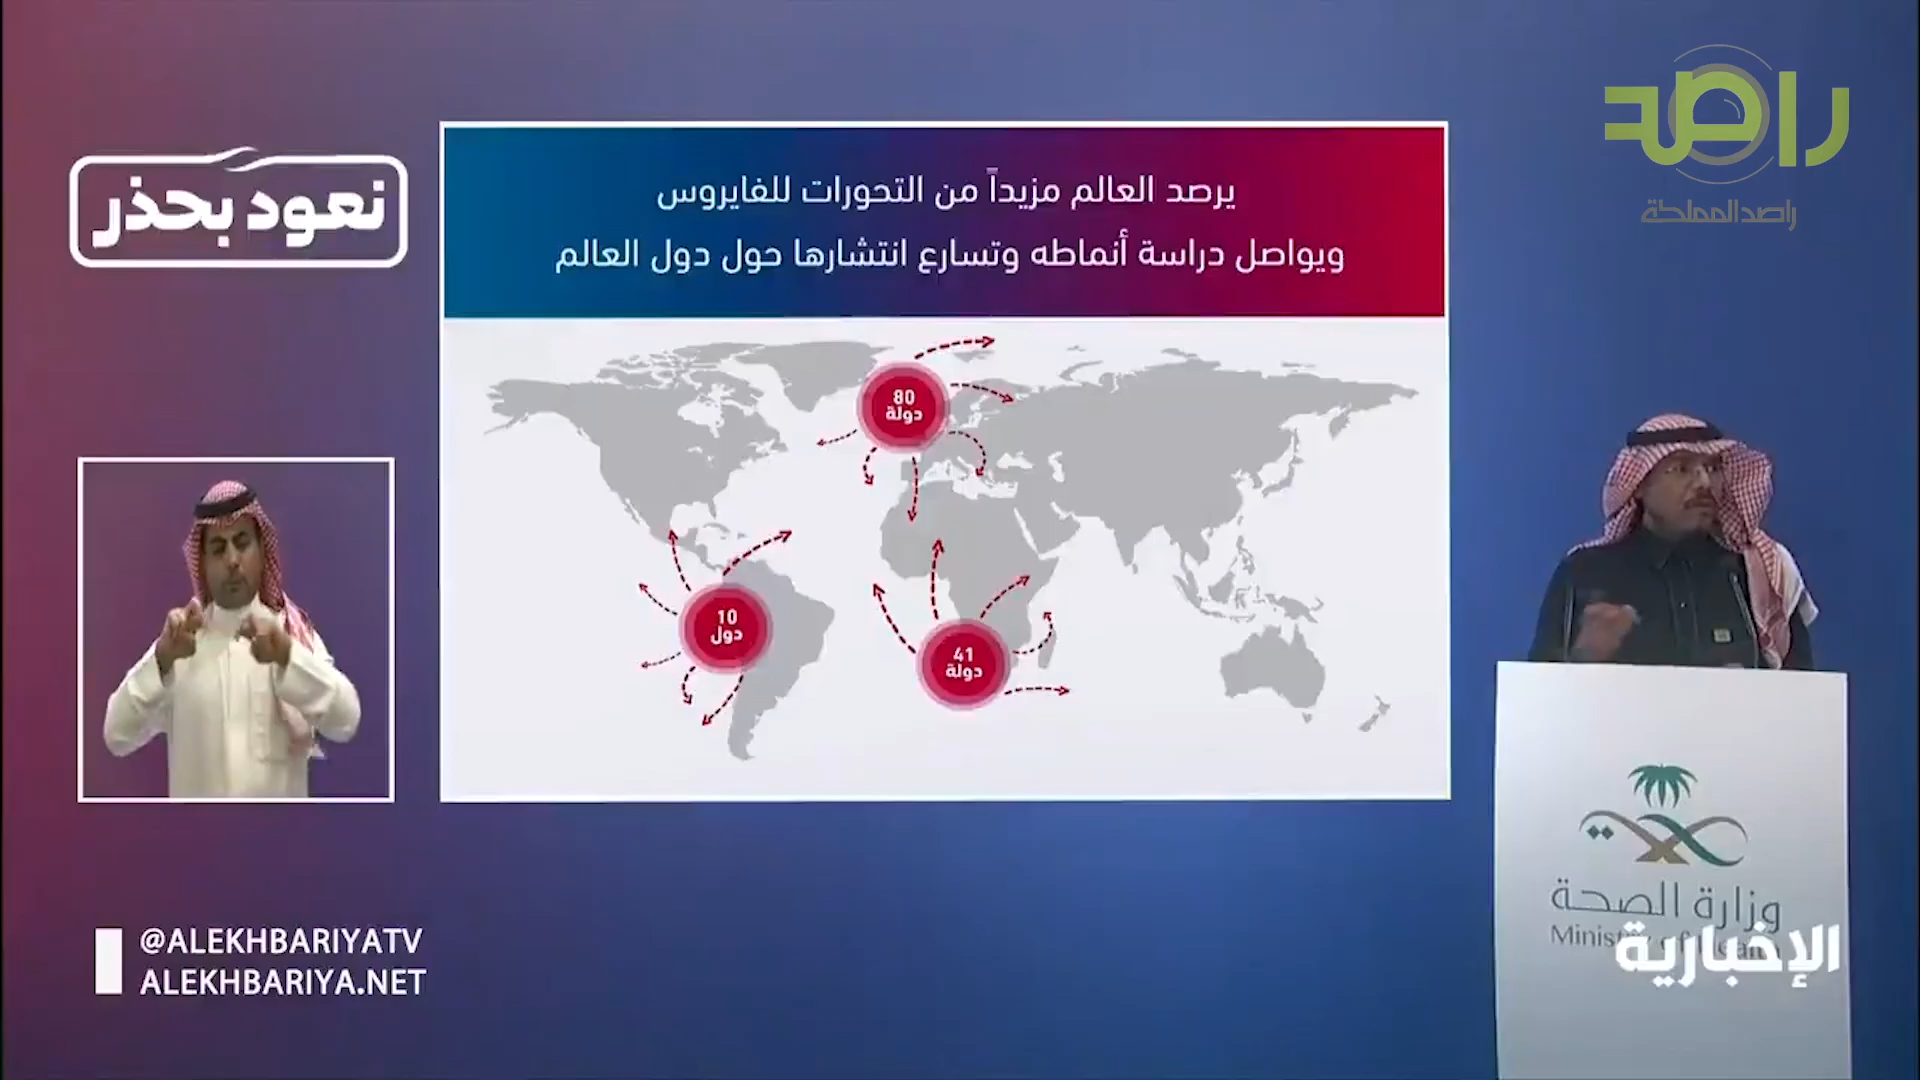 راصد
راصد المملكة
نعود بحذر
يرصد العالم مزيداً من التحورات للفايروس
ويواصل دراسة أنماطه وتسارع انتشارها حول دول العالم
80
دولة
10
دول
41
دولة
وزارة الصحة
الإخبارية
@ALEKHBARIYATV
ALEKHBARIYA.NET